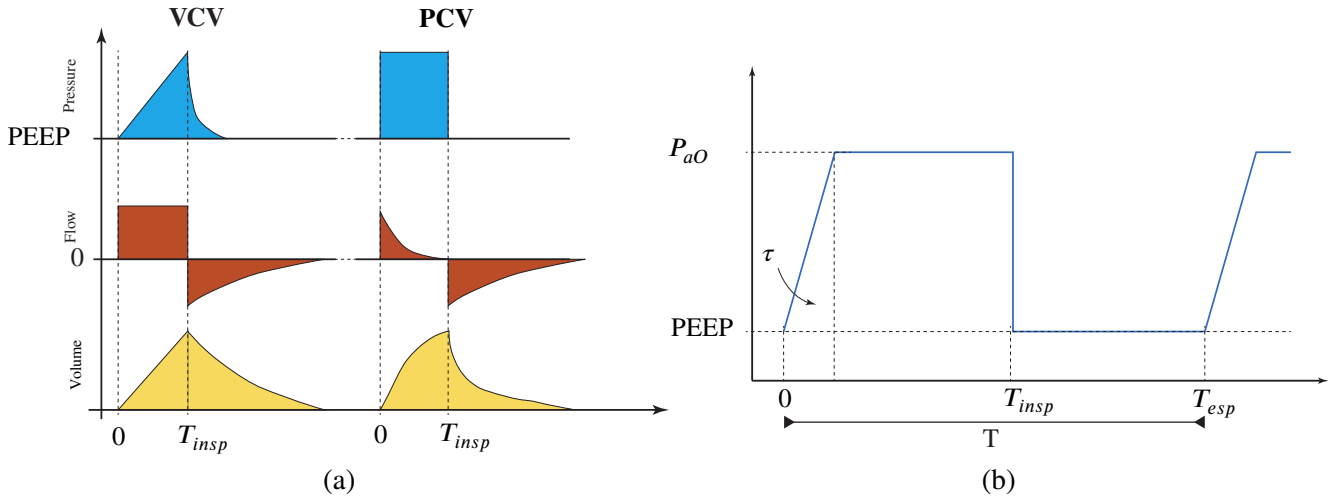 VCV PCV
Pressure
PEEP
Flow
0
Volume
0 T_insp 0 T_insp
(a)
P_aO
τ
PEEP
0 T_insp T_esp
T
(b)